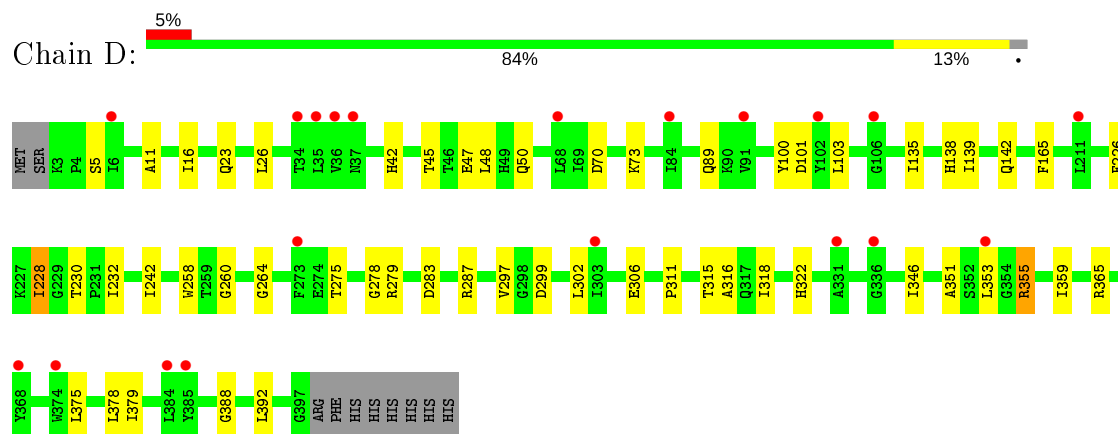 5%
Chain D:
84% 13% •
MET SER K3 P4 S5 I6 A11 I16 Q23 L26 T34 L35 V36 N37 H42 T45 T46 E47 L48 H49 Q50 L68 I69 D70 K73 I84 Q89 K90 V91 Y100 D101 Y102 L103 G106 I135 H138 I139 Q142 F165 L211
K227 I228 G229 T230 P231 I232 I242 W258 T259 G260 G264 F273 E274 T275 G278 R279 D283 R287 V297 G298 D299 L302 I303 E306 P311 T315 A316 Q317 I318 H322 A331 G336 I346 A351 S352 L353 G354 R355 I359 R365
Y368 W374 L375 L378 I379 L384 Y385 G388 L392 G397 ARG PHE HIS HIS HIS HIS HIS HIS